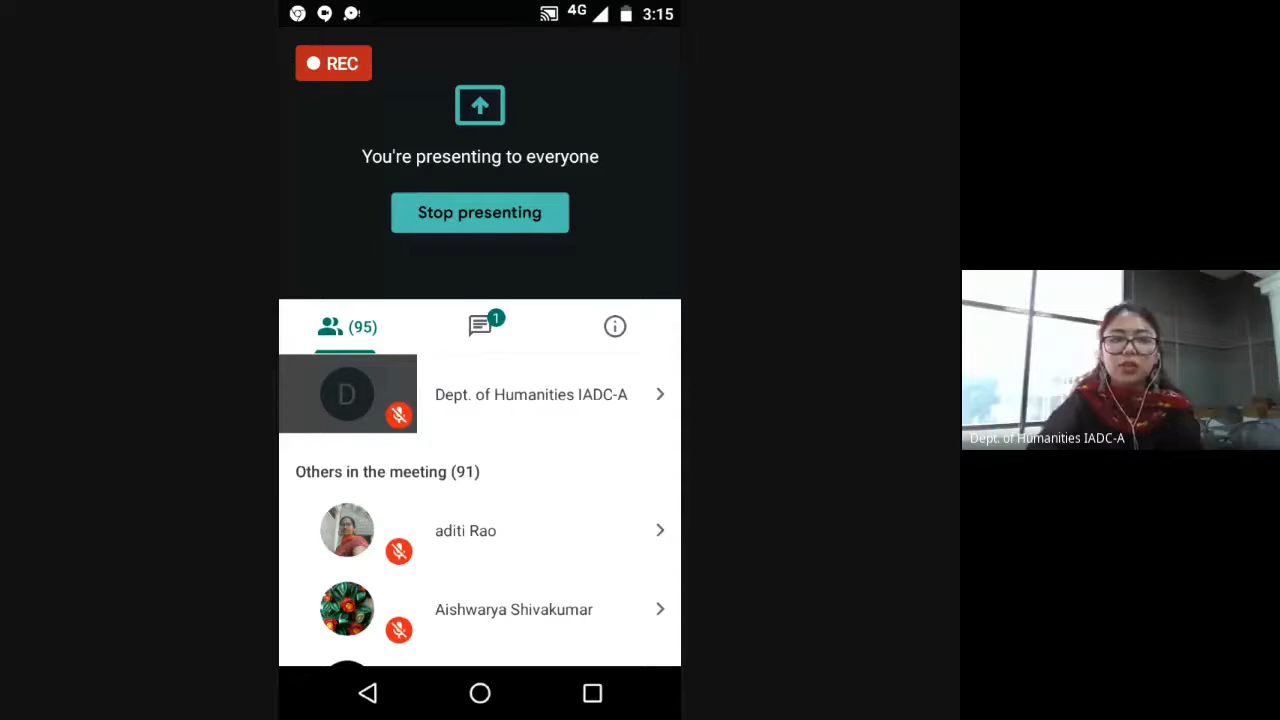 4G 3:15
REC
You're presenting to everyone
Stop presenting
(95)
1
D
Dept. of Humanities IADC-A
Others in the meeting (91)
aditi Rao
Aishwarya Shivakumar
Dept. of Humanities IADC-A